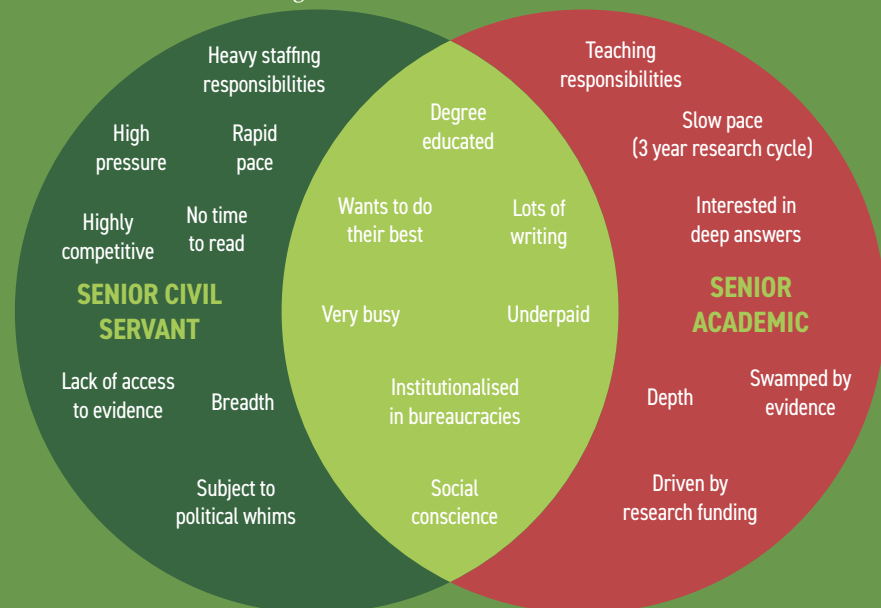 Heavy staffing
responsibilities
High
pressure
Rapid
pace
Highly
competitive
No time
to read
SENIOR CIVIL
SERVANT
Lack of access
to evidence
Breadth
Subject to
political whims
Degree
educated
Wants to do
their best
Lots of
writing
Very busy
Underpaid
Institutionalised
in bureaucracies
Social
conscience
Teaching
responsibilities
Slow pace
(3 year research cycle)
Interested in
deep answers
SENIOR
ACADEMIC
Depth
Swamped by
evidence
Driven by
research funding